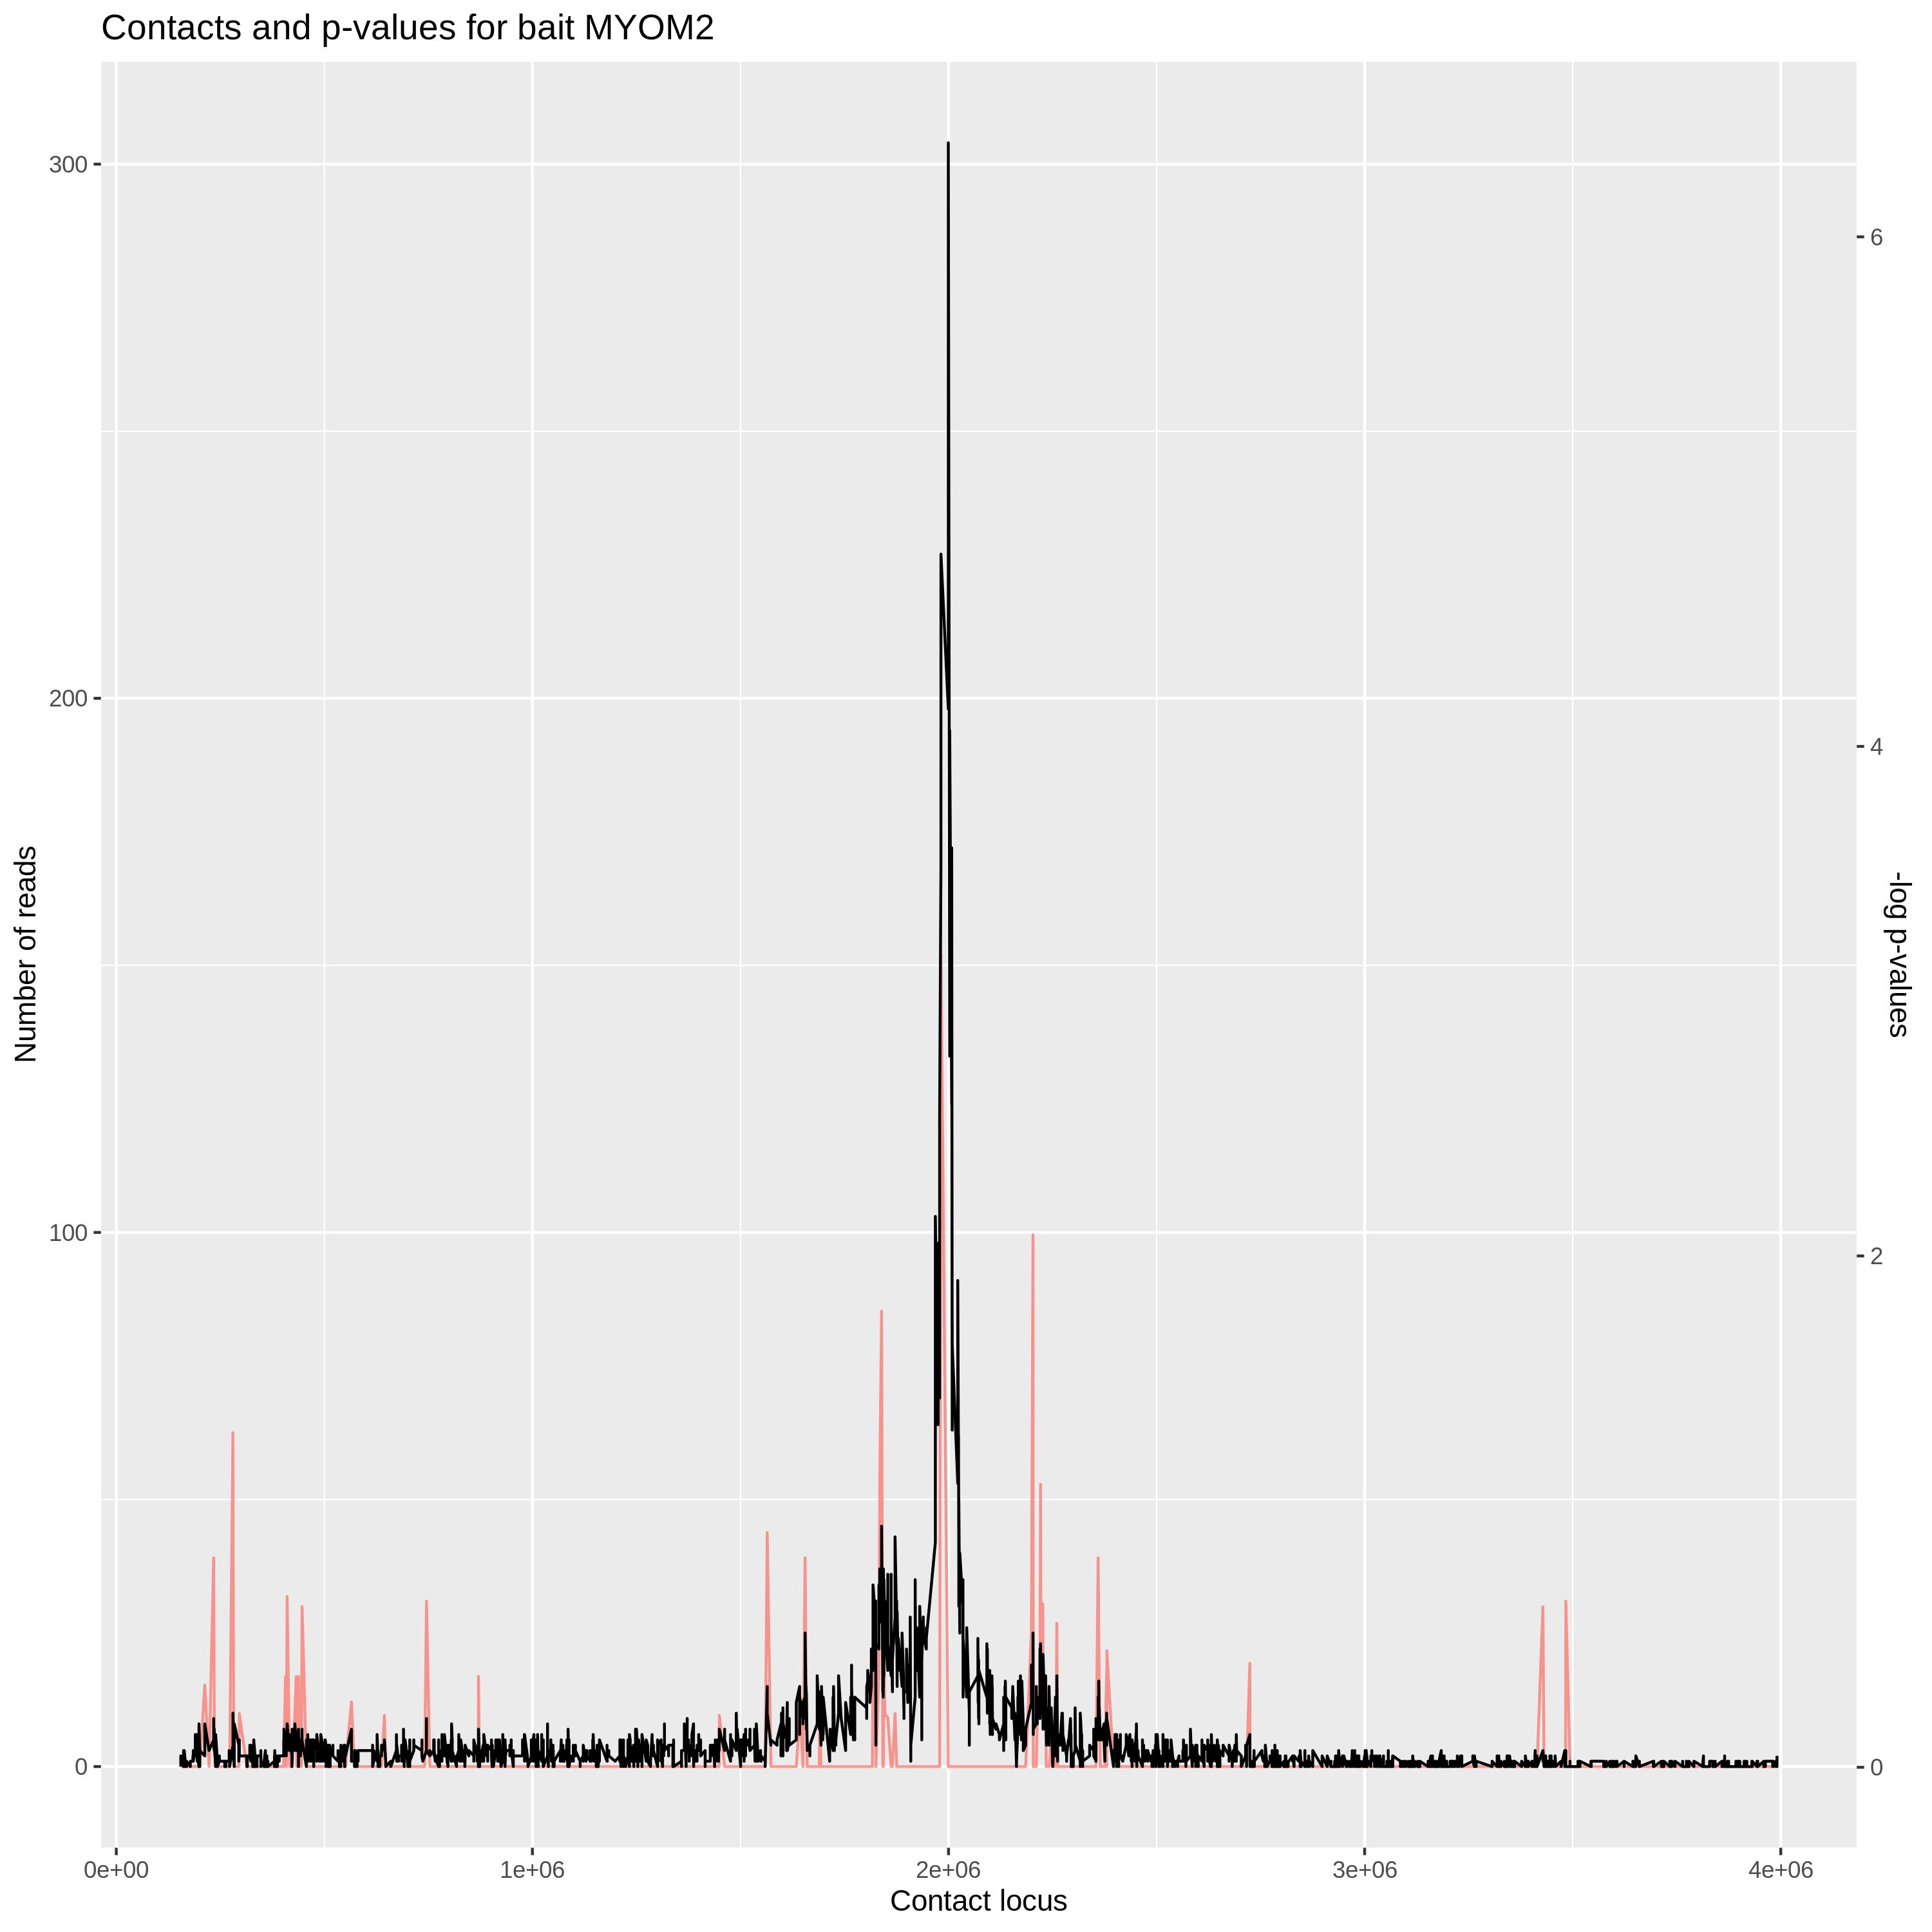 Contacts and p-values for bait MYOM2
300
200
100
0
Number of reads
6
4
2
0
-log p-values
0e+00 1e+06 2e+06 3e+06 4e+06
Contact locus